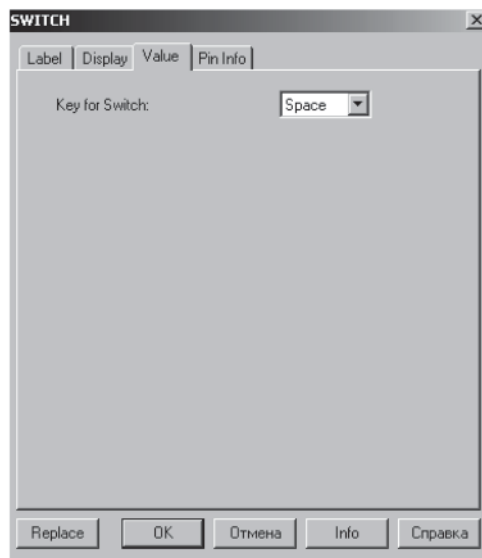 SWITCH
Label Display Value Pin Info
Key for Switch: Space
Replace OK Отмена Info Справка